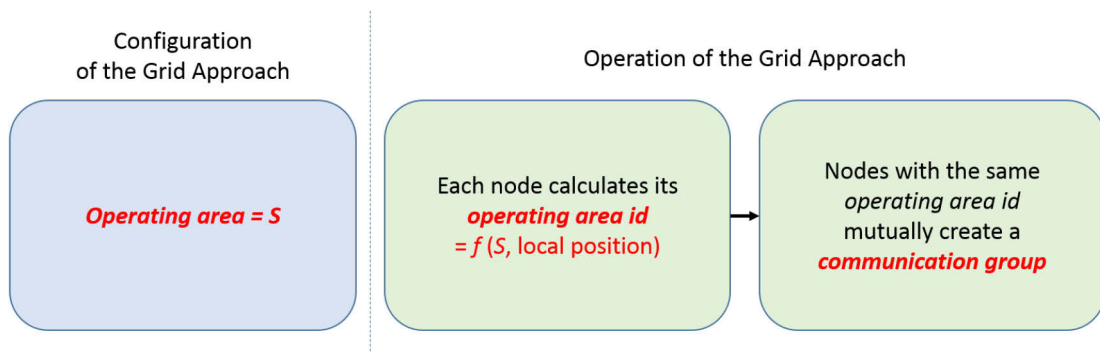 Configuration
of the Grid Approach
Operating area = S
Operation of the Grid Approach
Each node calculates its
operating area id
= f (S, local position)
Nodes with the same
operating area id
mutually create a
communication group